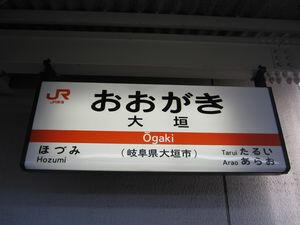 JR
JR東海
おおがき
大垣
Ōgaki
(岐阜県大垣市)
ほづみ
Hozumi
Tarui たるい
Arao あらお